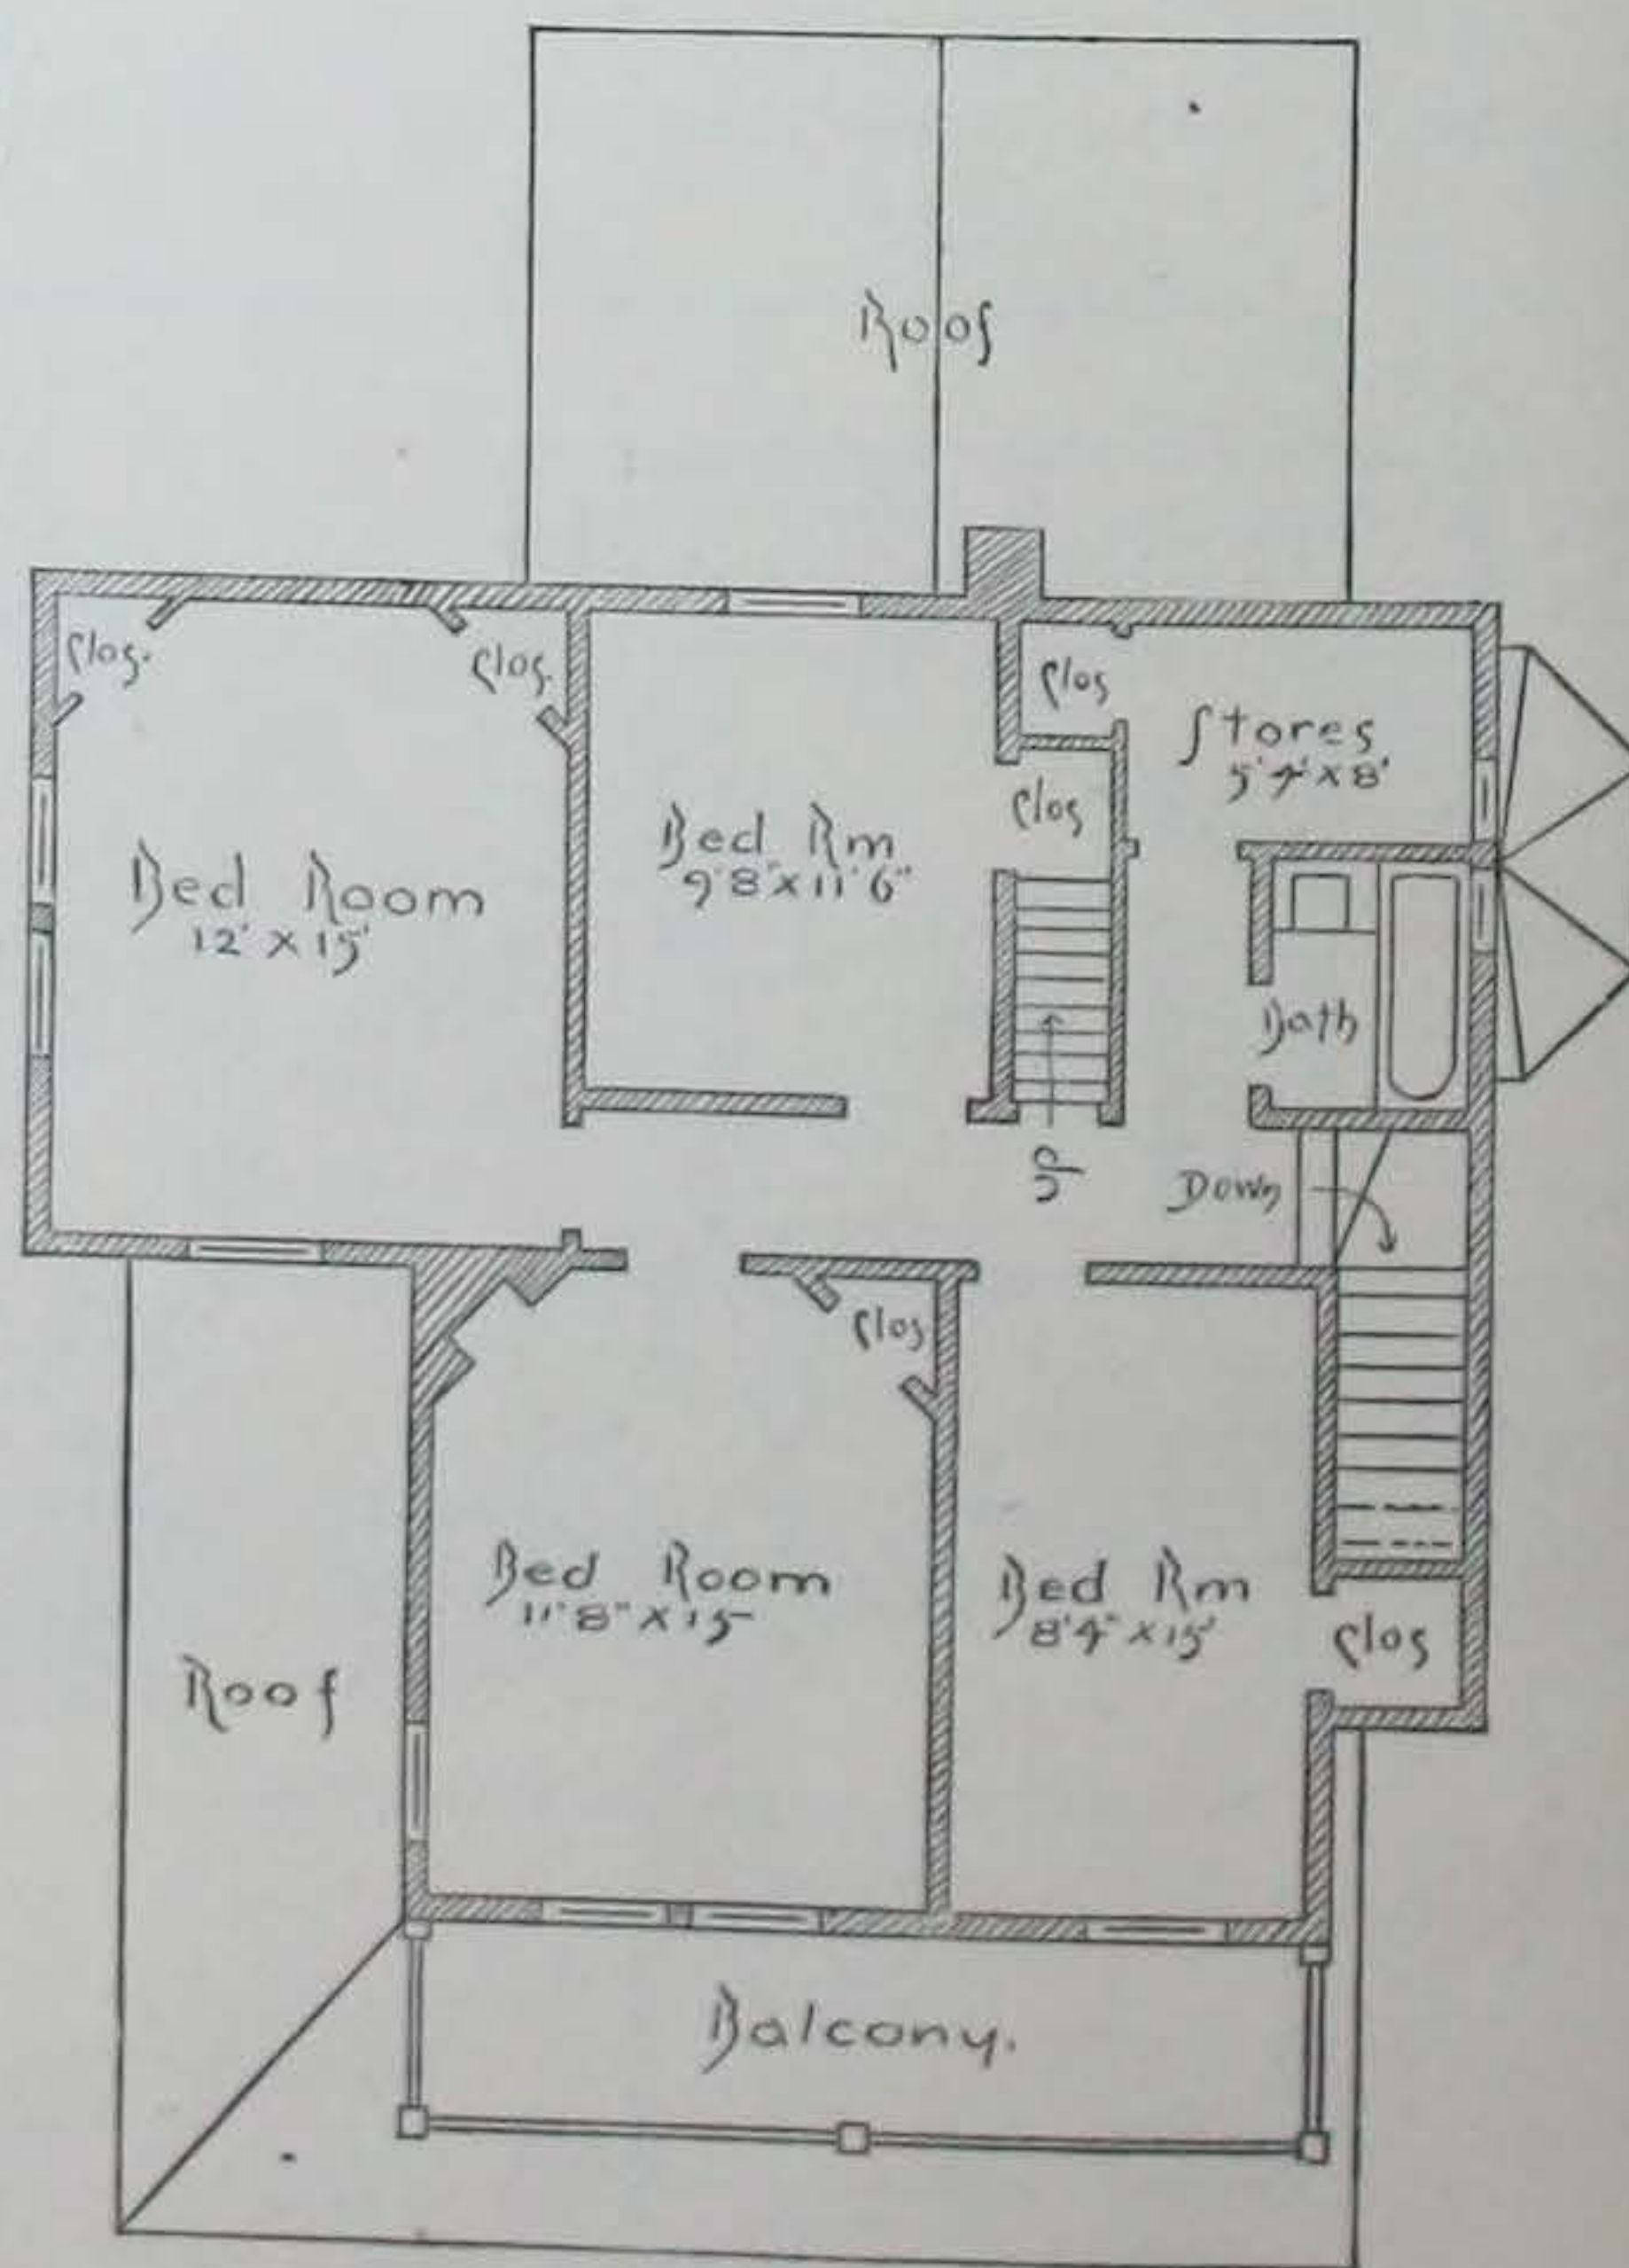 Roof
Clos.
Clos.
Clos
Stores
5' 4" x 8'
Clos
Bed Rm
9' 8" x 11' 6"
Bed Room
12' x 15'
Bath
Up
Down
Clos
Bed Room
11' 8" x 15
Bed Rm
8' 4" x 15'
Clos
Roof
Balcony.